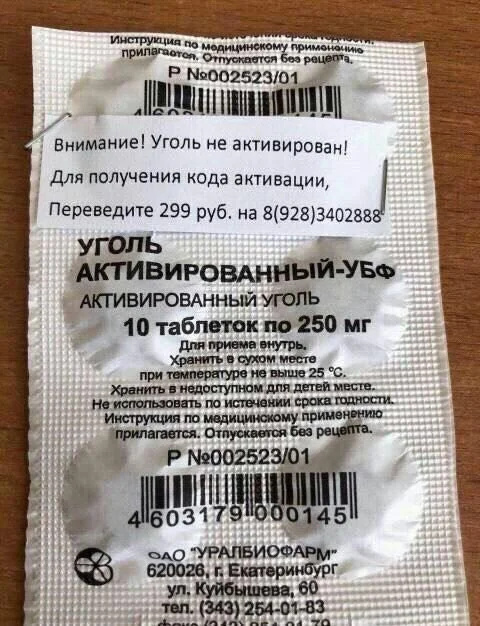 Инструкция по медицинскому применению
прилагается. Отпускается без рецепта.
Р №002523/01
Внимание! Уголь не активирован!
Для получения кода активации,
Переведите 299 руб. на 8(928)3402888
УГОЛЬ
АКТИВИРОВАННЫЙ-УБФ
АКТИВИРОВАННЫЙ УГОЛЬ
10 таблеток по 250 мг
Для приема внутрь.
Хранить в сухом месте
при температуре не выше 25 °С.
Хранить в недоступном для детей месте.
Не использовать по истечении срока годности.
Инструкция по медицинскому применению
прилагается. Отпускается без рецепта.
Р №002523/01
4 603179 000145
ОАО "УРАЛБИОФАРМ"
620026, г. Екатеринбург
ул. Куйбышева, 60
тел. (343) 254-01-83